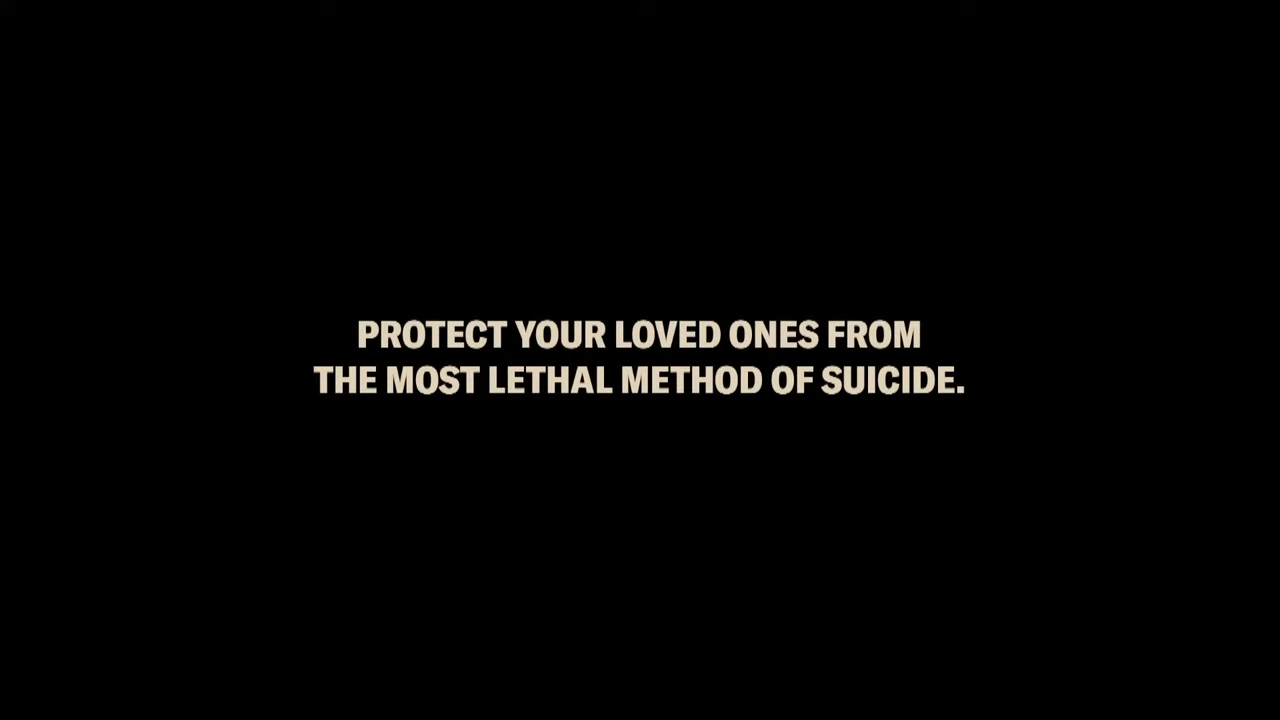 PROTECT YOUR LOVED ONES FROM
THE MOST LETHAL METHOD OF SUICIDE.